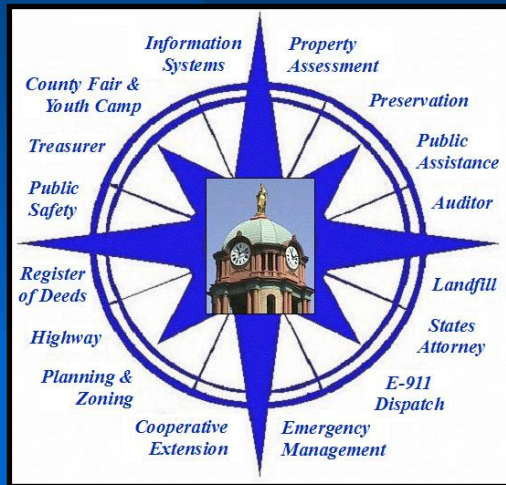 Information
Systems
Property
Assessment
County Fair &
Youth Camp
Preservation
Treasurer
Public
Assistance
Public
Safety
Auditor
Register
of Deeds
Landfill
Highway
States
Attorney
Planning &
Zoning
E-911
Dispatch
Cooperative
Extension
Emergency
Management